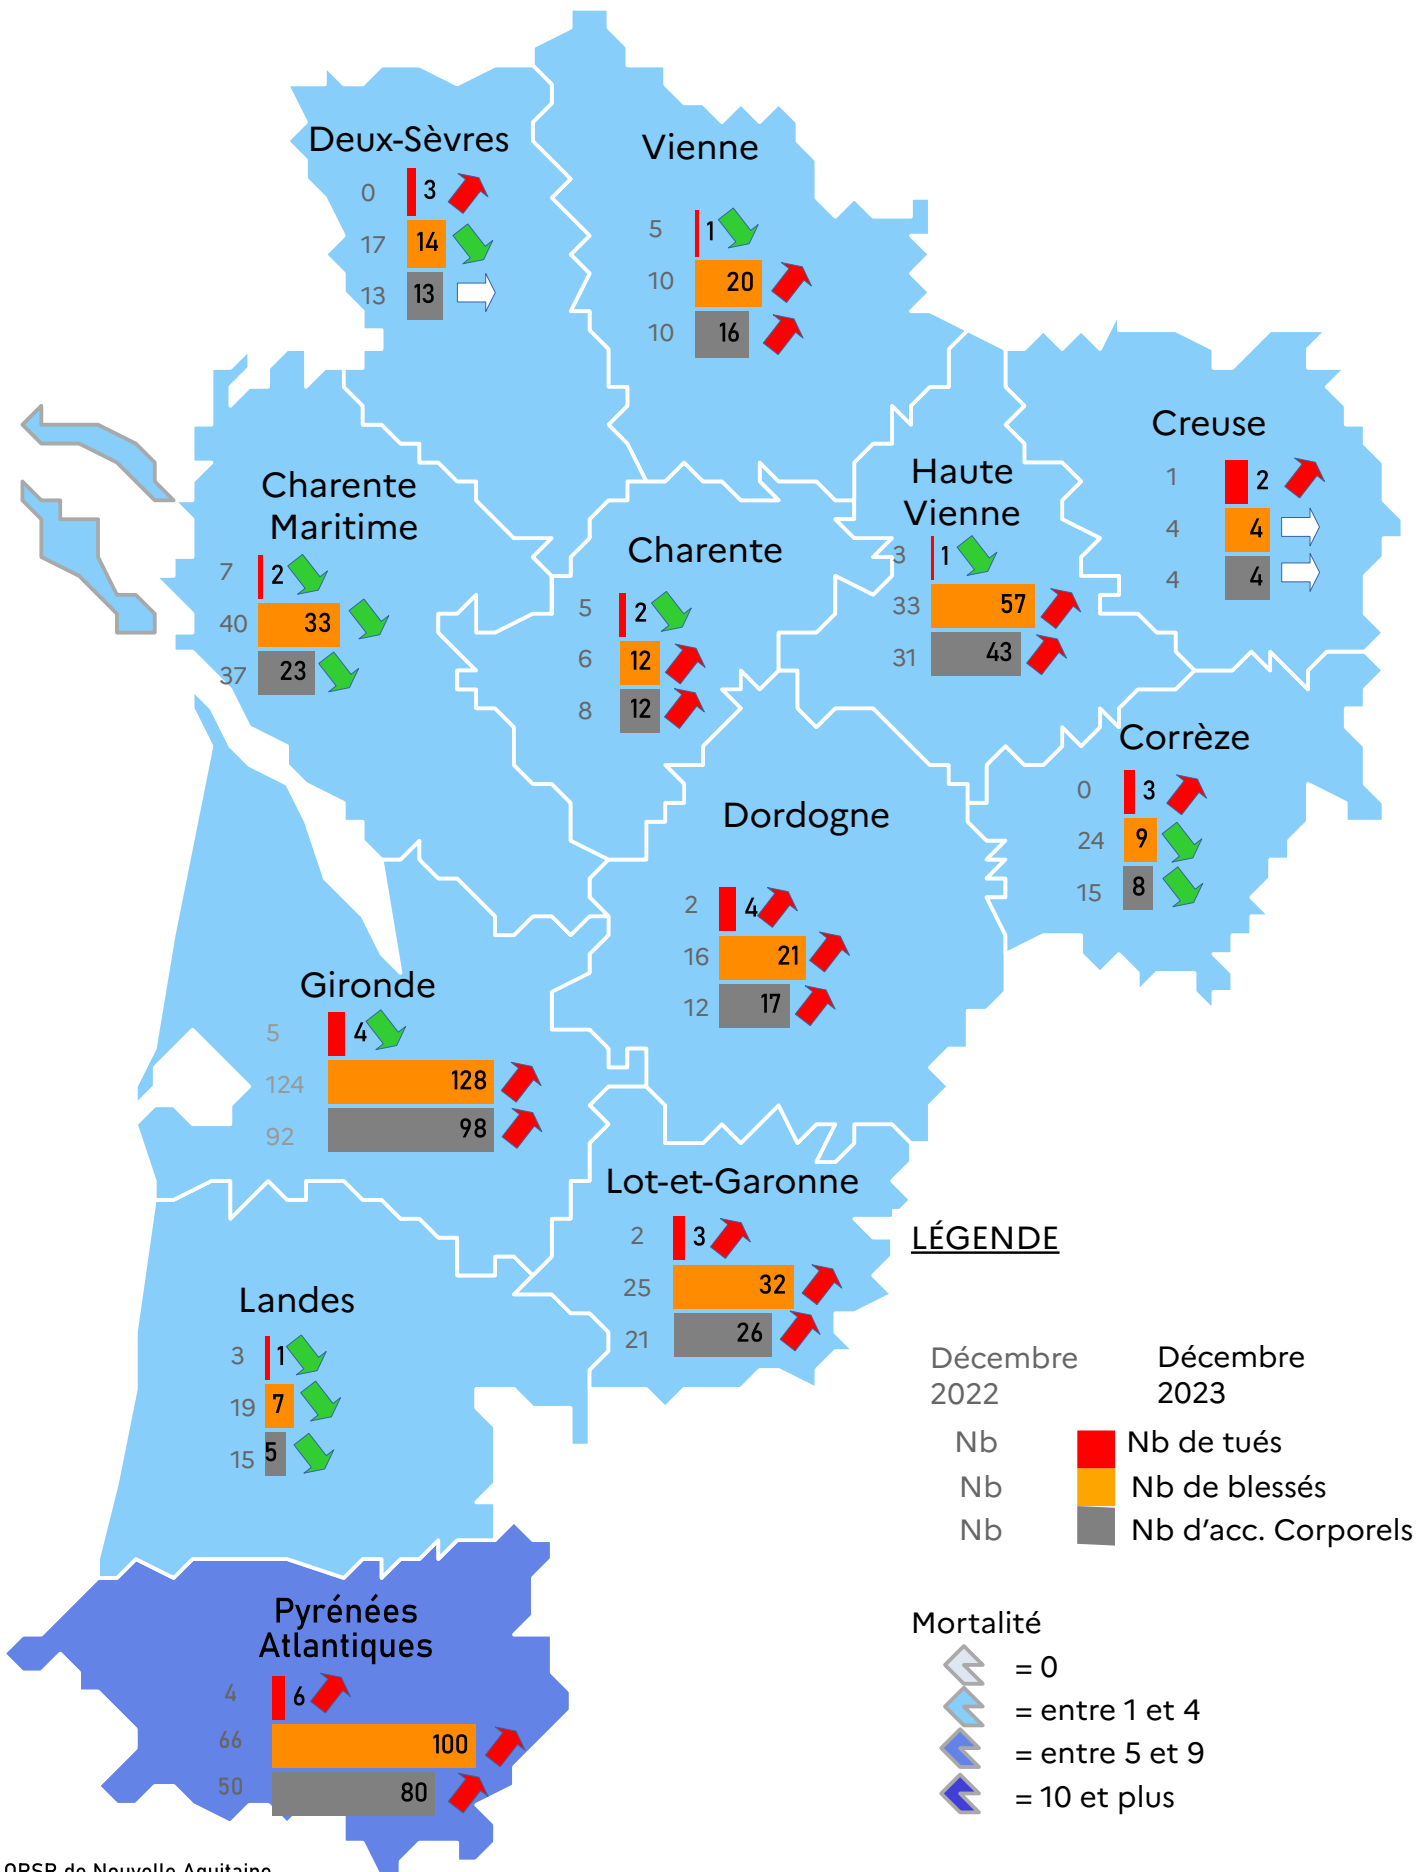 Deux-Sèvres
0 3
17 14
13 13
Vienne
5 1
10 20
10 16
Creuse
1 2
4 4
4 4
Haute
Vienne
3 1
33 57
31 43
Charente
Maritime
7 2
40 33
37 23
Charente
5 2
6 12
8 12
Corrèze
0 3
24 9
15 8
Dordogne
2 4
16 21
12 17
Gironde
5 4
124 128
92 98
Lot-et-Garonne
2 3
25 32
21 26
Landes
3 1
19 7
15 5
Pyrénées
Atlantiques
4 6
66 100
50 80
LÉGENDE
Décembre Décembre
2022 2023
Nb Nb de tués
Nb Nb de blessés
Nb Nb d’acc. Corporels
Mortalité
= 0
= entre 1 et 4
= entre 5 et 9
= 10 et plus
ORSR de Nouvelle Aquitaine